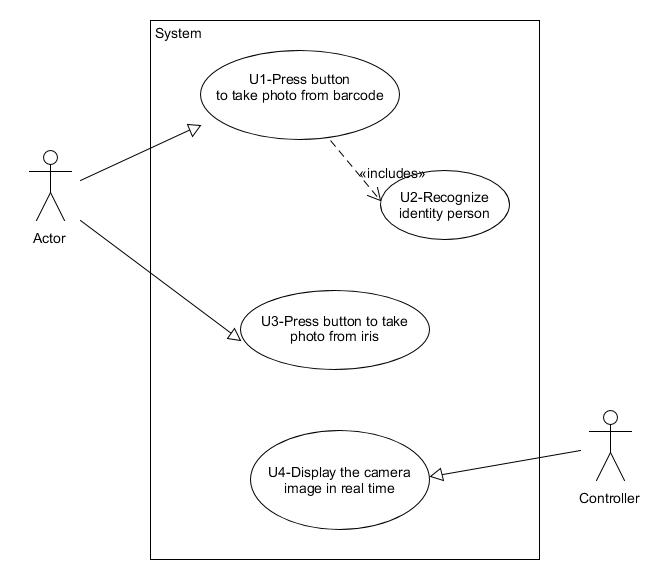 System
U1-Press button
to take photo from barcode
«includes»
U2-Recognize
identity person
Actor
U3-Press button to take
photo from iris
U4-Display the camera
image in real time
Controller